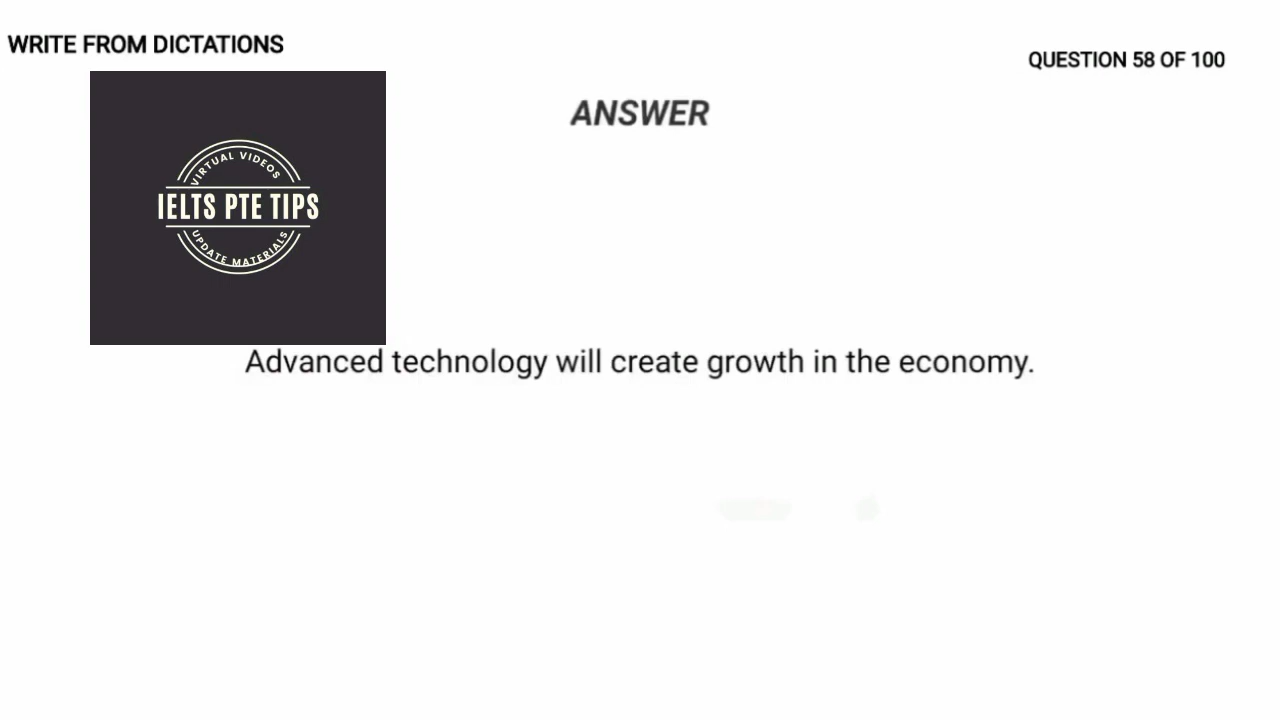 WRITE FROM DICTATIONS
QUESTION 58 OF 100
ANSWER
VIRTUAL VIDEOS
IELTS PTE TIPS
UPDATE MATERIALS
Advanced technology will create growth in the economy.